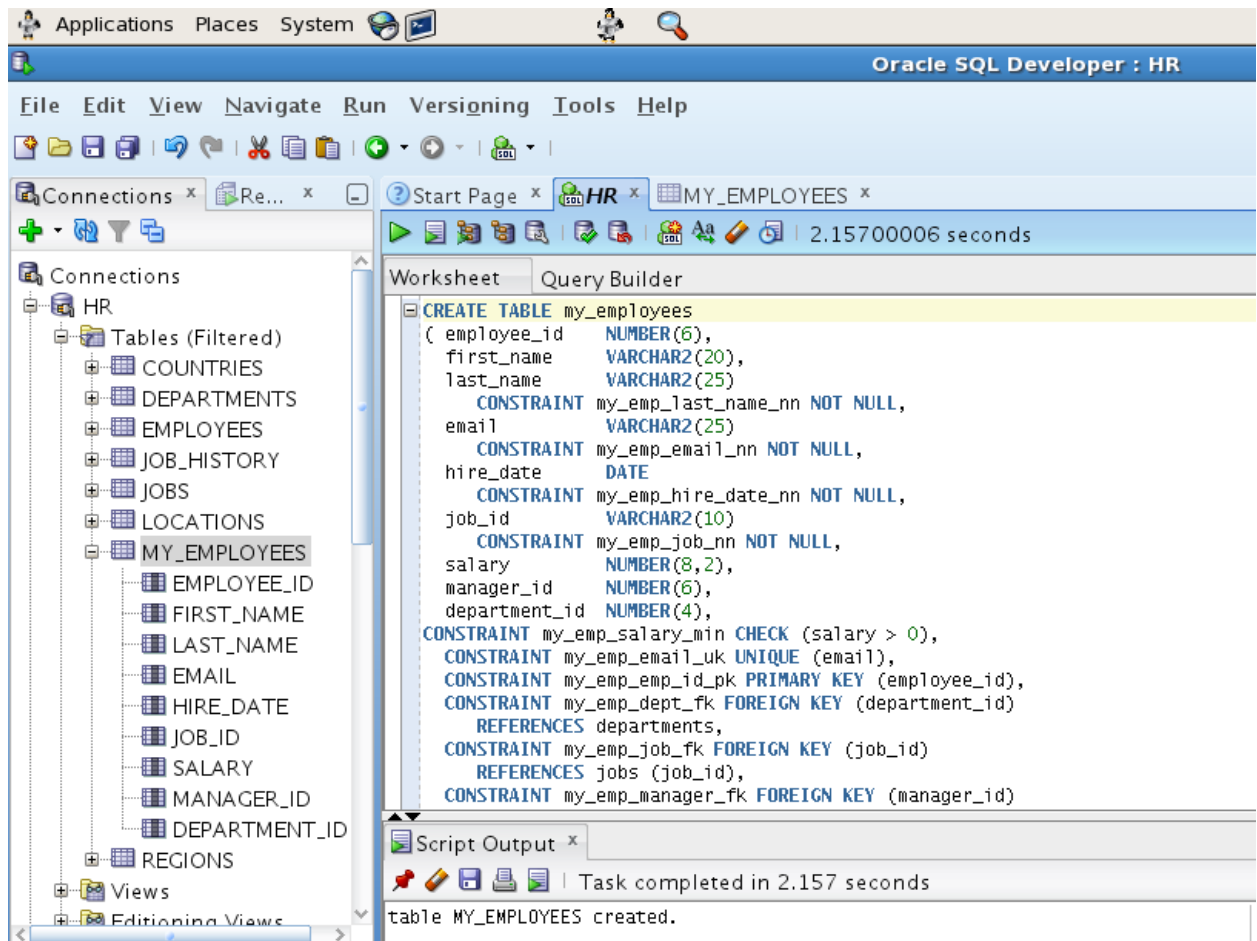 Applications Places System
Oracle SQL Developer : HR
File Edit View Navigate Run Versioning Tools Help
Connections x Re... x
Start Page x HR x MY_EMPLOYEES x
2.15700006 seconds
Connections
HR
Tables (Filtered)
COUNTRIES
DEPARTMENTS
EMPLOYEES
JOB_HISTORY
JOBS
LOCATIONS
MY_EMPLOYEES
EMPLOYEE_ID
FIRST_NAME
LAST_NAME
EMAIL
HIRE_DATE
JOB_ID
SALARY
MANAGER_ID
DEPARTMENT_ID
REGIONS
Views
Editioning Views
Worksheet Query Builder
CREATE TABLE my_employees
( employee_id NUMBER(6),
first_name VARCHAR2(20),
last_name VARCHAR2(25)
CONSTRAINT my_emp_last_name_nn NOT NULL,
email VARCHAR2(25)
CONSTRAINT my_emp_email_nn NOT NULL,
hire_date DATE
CONSTRAINT my_emp_hire_date_nn NOT NULL,
job_id VARCHAR2(10)
CONSTRAINT my_emp_job_nn NOT NULL,
salary NUMBER(8,2),
manager_id NUMBER(6),
department_id NUMBER(4),
CONSTRAINT my_emp_salary_min CHECK (salary > 0),
CONSTRAINT my_emp_email_uk UNIQUE (email),
CONSTRAINT my_emp_emp_id_pk PRIMARY KEY (employee_id),
CONSTRAINT my_emp_dept_fk FOREIGN KEY (department_id)
REFERENCES departments,
CONSTRAINT my_emp_job_fk FOREIGN KEY (job_id)
REFERENCES jobs (job_id),
CONSTRAINT my_emp_manager_fk FOREIGN KEY (manager_id)
Script Output x
Task completed in 2.157 seconds
table MY_EMPLOYEES created.